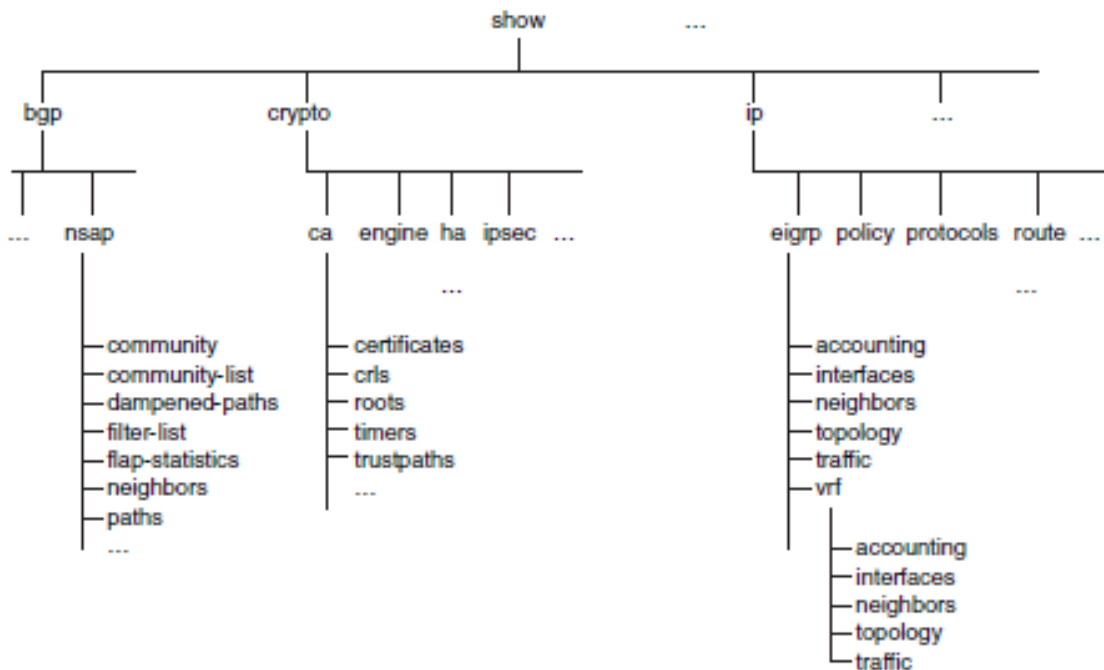 show ...
bgp crypto ip ...
... nsap ca engine ha ipsec ... eigrp policy protocols route ...
... ...
community certificates accounting
community-list crls interfaces
dampened-paths roots neighbors
filter-list timers topology
flap-statistics trustpaths traffic
neighbors ... vrf
paths
...
accounting
interfaces
neighbors
topology
traffic